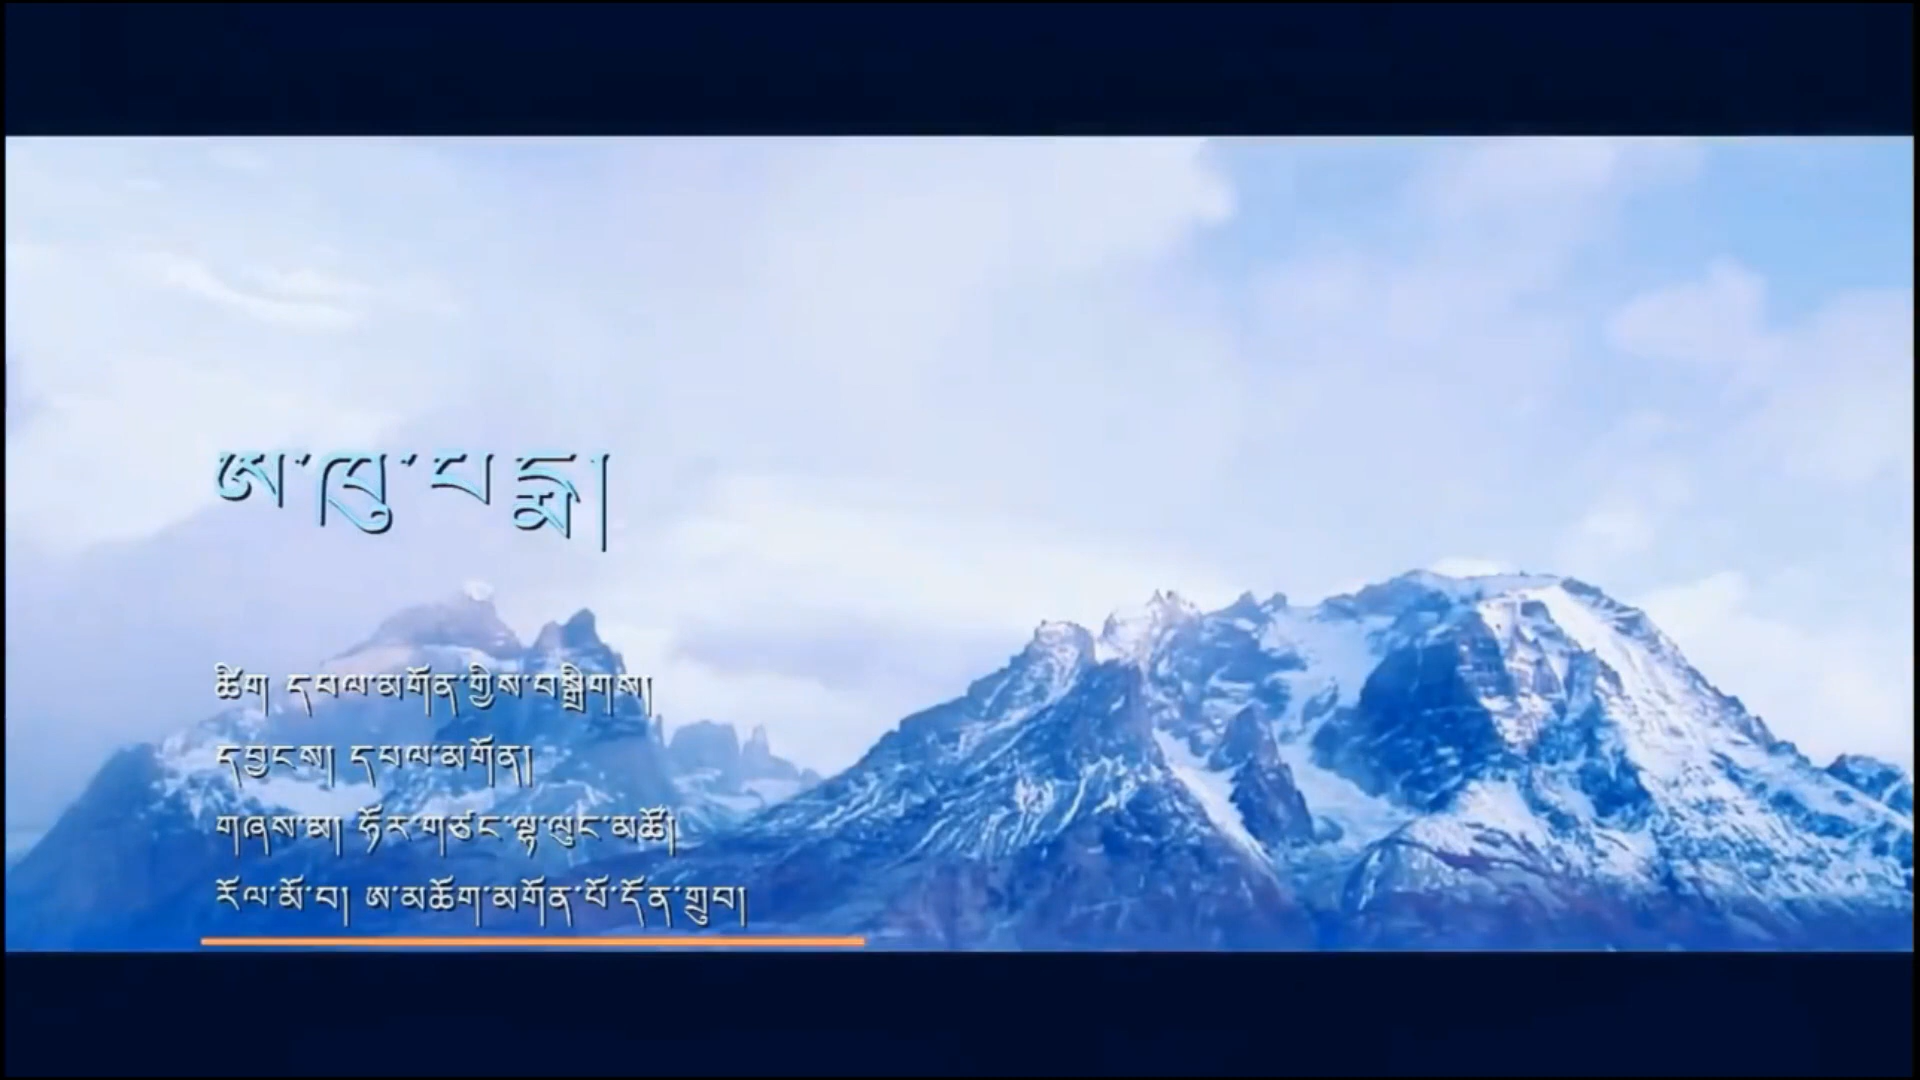 ཨ་ཁུ་པདྨ།
ཚིག དཔལ་མགོན་གྱིས་བསྒྲིགས།
དབྱངས། དཔལ་མགོན།
གཞས་མ། ཧོར་གཙང་ལྷ་ལུང་མཚོ།
རོལ་མོ་བ། ཨ་མཆོག་མགོན་པོ་དོན་གྲུབ།